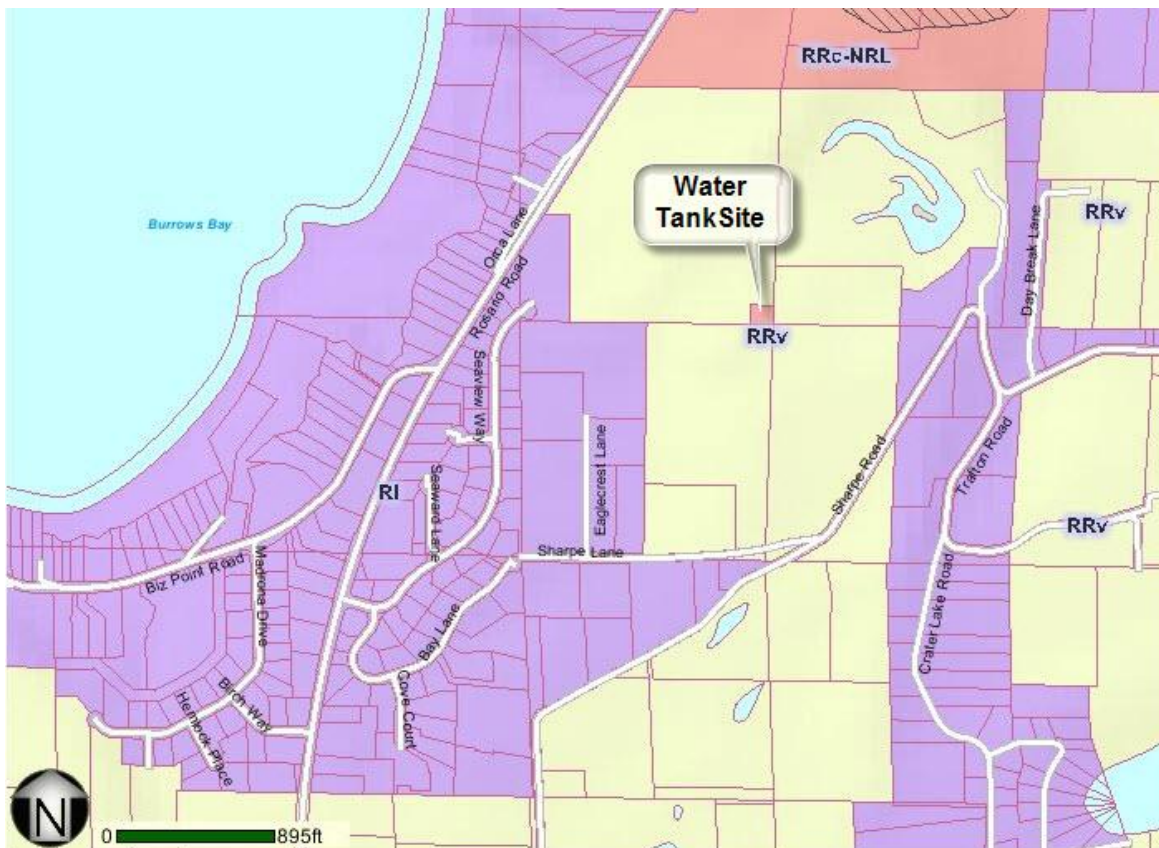 RRc-NRL
Water
TankSite
RRv
Burrows Bay
Orca Lane
Rosario Road
Day Break Lane
RRv
Seaview Way
RI
Seaward Lane
Eaglecrest Lane
Sharpe Road
Trafton Road
RRv
Sharpe Lane
Biz Point Road
Madrona Drive
Bay Lane
Crater Lake Road
Birch Way
Hemlock Place
Cove Court
N
0
895ft